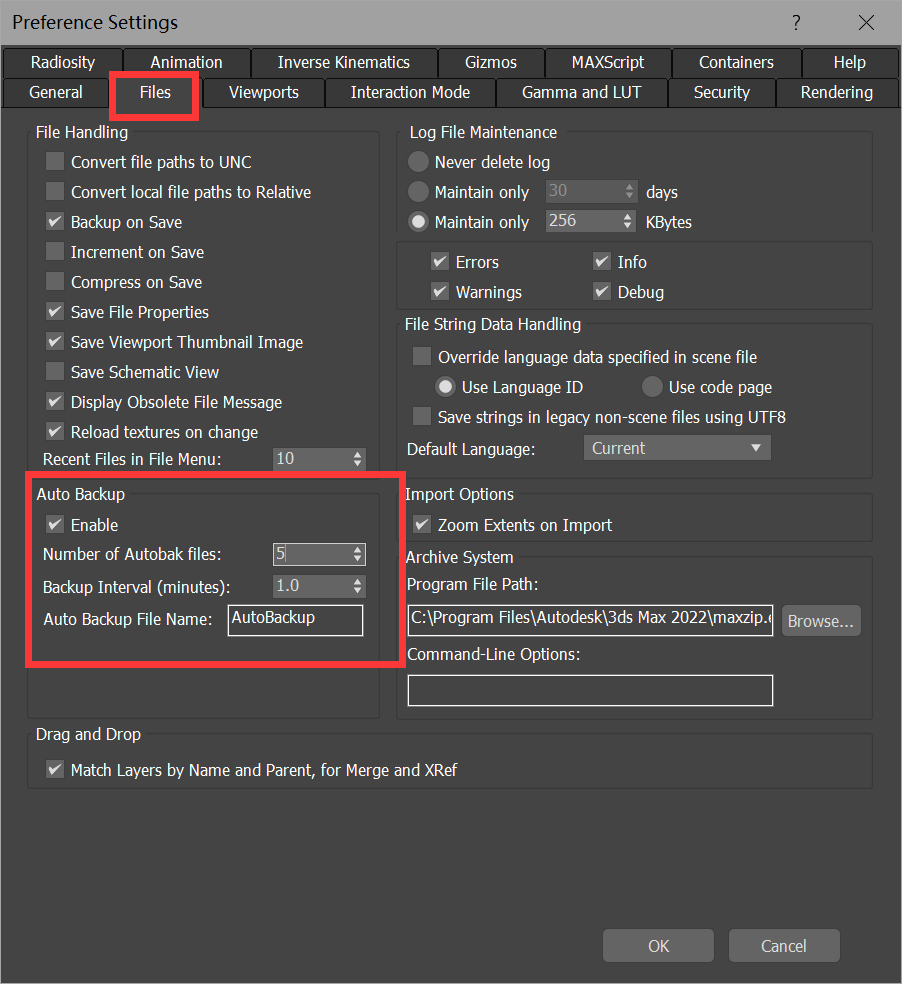 Preference Settings
?
Radiosity Animation Inverse Kinematics Gizmos MAXScript Containers Help
General Files Viewports Interaction Mode Gamma and LUT Security Rendering
File Handling
Convert file paths to UNC
Convert local file paths to Relative
Backup on Save
Increment on Save
Compress on Save
Save File Properties
Save Viewport Thumbnail Image
Save Schematic View
Display Obsolete File Message
Reload textures on change
Recent Files in File Menu: 10
Auto Backup
Enable
Number of Autobak files: 5
Backup Interval (minutes): 1.0
Auto Backup File Name: AutoBackup
Log File Maintenance
Never delete log
Maintain only 30 days
Maintain only 256 KBytes
Errors Info
Warnings Debug
File String Data Handling
Override language data specified in scene file
Use Language ID Use code page
Save strings in legacy non-scene files using UTF8
Default Language: Current
Import Options
Zoom Extents on Import
Archive System
Program File Path:
C:\Program Files\Autodesk\3ds Max 2022\maxzip.e Browse...
Command-Line Options:
Drag and Drop
Match Layers by Name and Parent, for Merge and XRef
OK Cancel